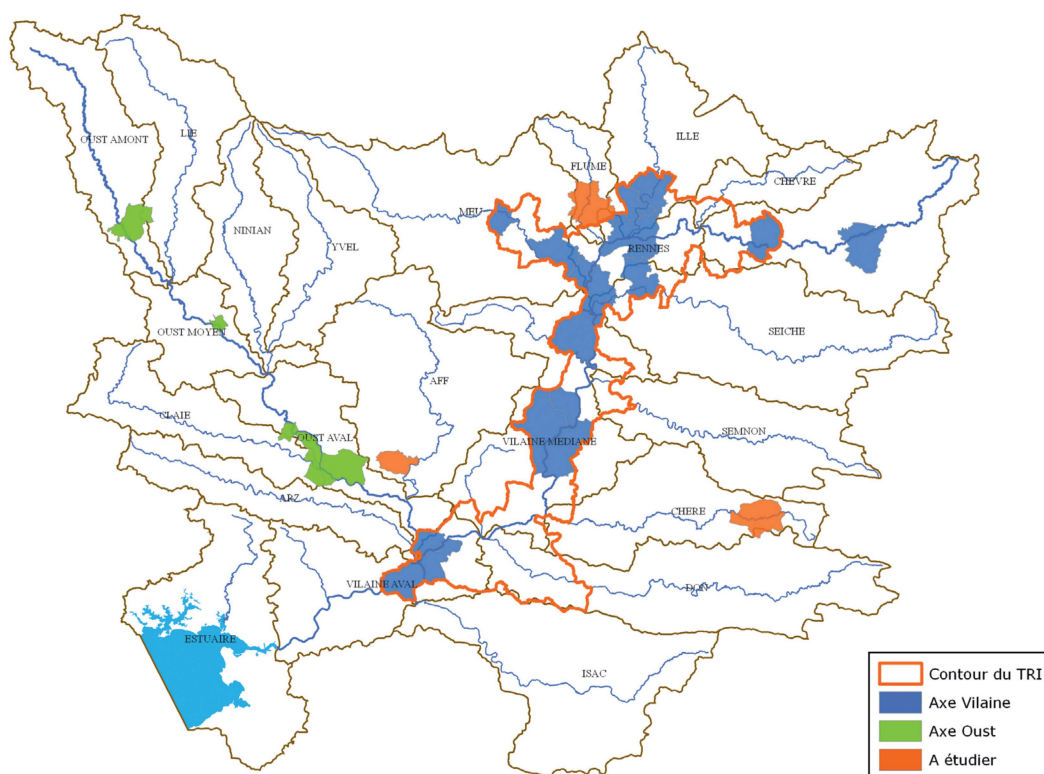 OUST AMONT
LIE
ILLE
FLUME
CHEVRE
MEU
NINIAN
YVEL
RENNES
OUST MOYEN
SEICHE
AFF
CLAIE
OUST AVAL
SEMNON
VILAINE MEDIANE
ARZ
CHERE
VILAINE AVAL
DON
ESTUAIRE
ISAC
Contour du TRI
Axe Vilaine
Axe Oust
A étudier